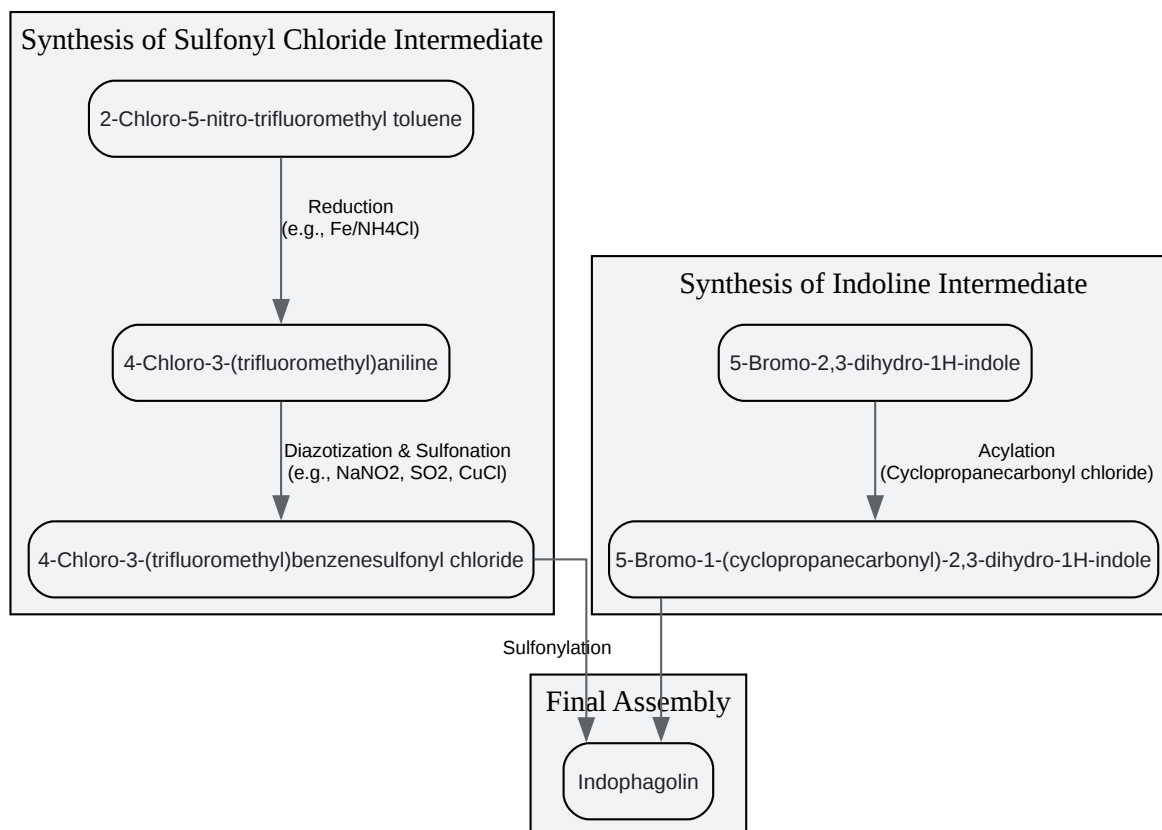 Synthesis of Sulfonyl Chloride Intermediate
2-Chloro-5-nitro-trifluoromethyl toluene
Reduction
(e.g., Fe/NH4Cl)
4-Chloro-3-(trifluoromethyl)aniline
Diazotization & Sulfonation
(e.g., NaNO2, SO2, CuCl)
4-Chloro-3-(trifluoromethyl)benzenesulfonyl chloride
Synthesis of Indoline Intermediate
5-Bromo-2,3-dihydro-1H-indole
Acylation
(Cyclopropanecarbonyl chloride)
5-Bromo-1-(cyclopropanecarbonyl)-2,3-dihydro-1H-indole
Sulfonylation
Final Assembly
Indophagolin